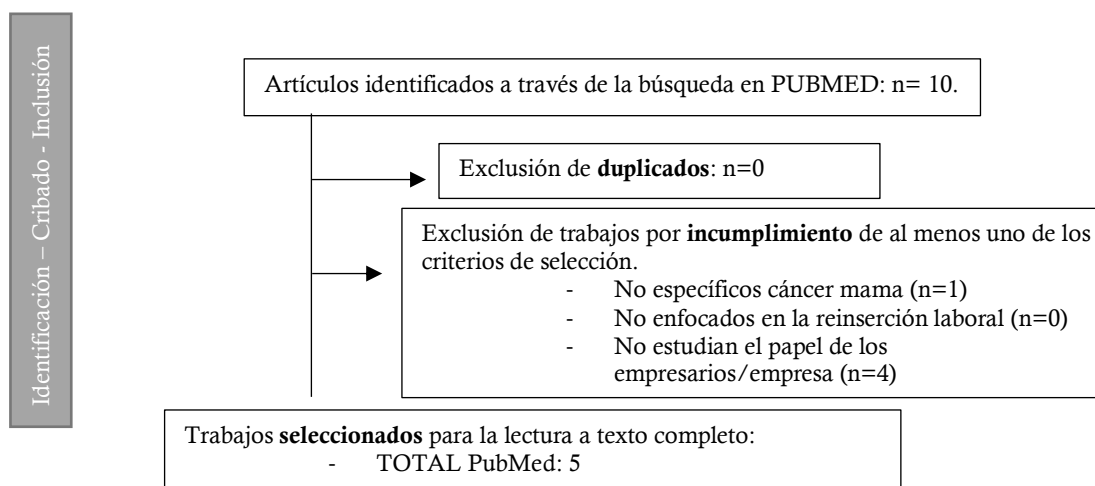 Identificación – Cribado - Inclusión
Artículos identificados a través de la búsqueda en PUBMED: n= 10.
Exclusión de duplicados: n=0
Exclusión de trabajos por incumplimiento de al menos uno de los
criterios de selección.
- No específicos cáncer mama (n=1)
- No enfocados en la reinserción laboral (n=0)
- No estudian el papel de los
empresarios/empresa (n=4)
Trabajos seleccionados para la lectura a texto completo:
- TOTAL PubMed: 5